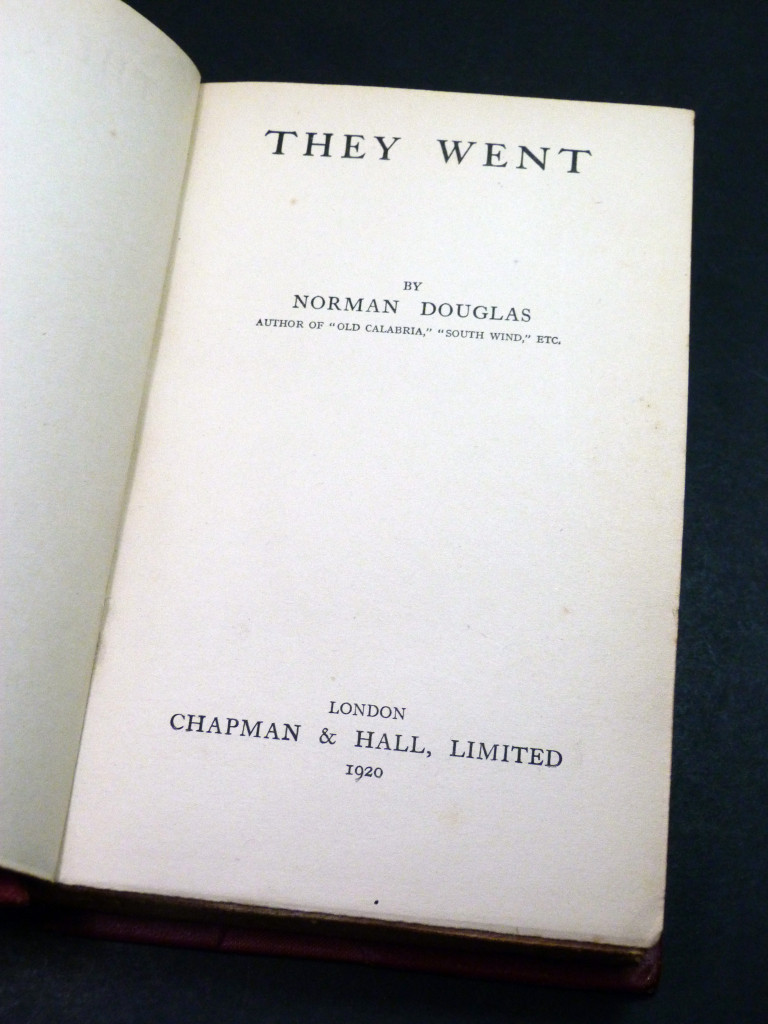 THEY WENT
BY
NORMAN DOUGLAS
AUTHOR OF "OLD CALABRIA," "SOUTH WIND," ETC.
LONDON
CHAPMAN & HALL, LIMITED
1920